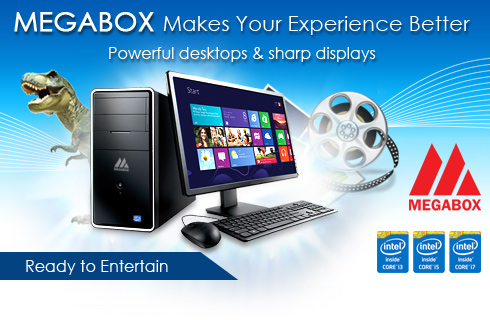 MEGABOX Makes Your Experience Better
Powerful desktops & sharp displays
Start
MEGABOX
intel inside CORE i3
intel inside CORE i5
intel inside CORE i7
Ready to Entertain